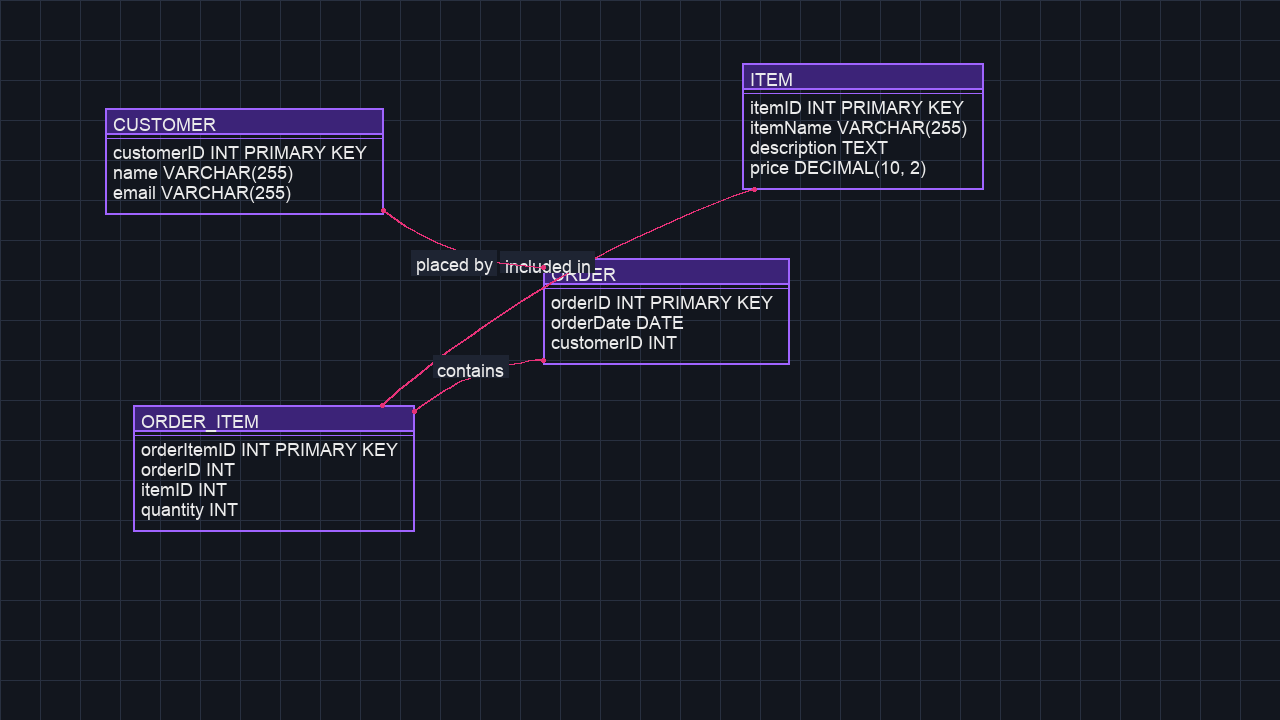 CUSTOMER
customerID INT PRIMARY KEY
name VARCHAR(255)
email VARCHAR(255)
ITEM
itemID INT PRIMARY KEY
itemName VARCHAR(255)
description TEXT
price DECIMAL(10, 2)
placed by
included in
ORDER
orderID INT PRIMARY KEY
orderDate DATE
customerID INT
contains
ORDER_ITEM
orderItemID INT PRIMARY KEY
orderID INT
itemID INT
quantity INT